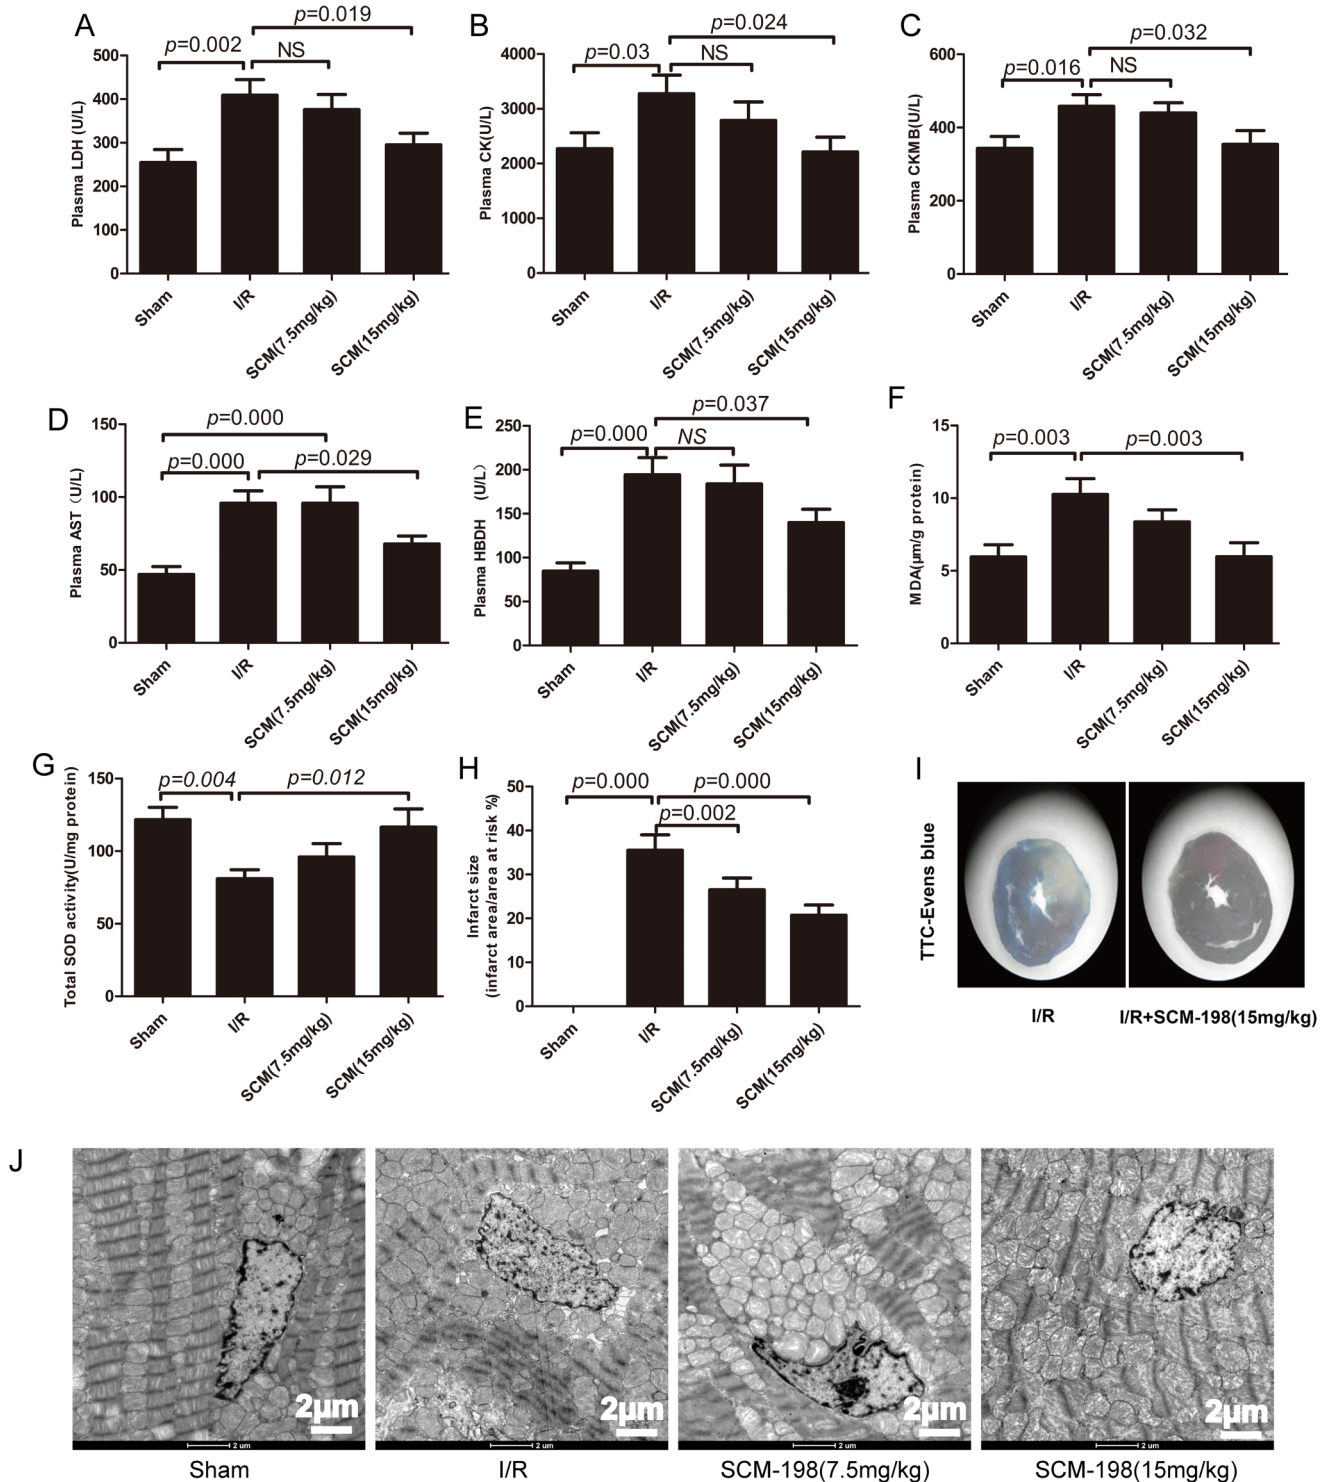 A
p=0.019
p=0.002
NS
Plasma LDH (U/L)
500
400
300
200
100
0
Sham
I/R
SCM(7.5mg/kg)
SCM(15mg/kg)
B
p=0.024
p=0.03
NS
Plasma CK(U/L)
4000
3000
2000
1000
0
Sham
I/R
SCM(7.5mg/kg)
SCM(15mg/kg)
C
p=0.032
p=0.016
NS
Plasma CKMB(U/L)
600
400
200
0
Sham
I/R
SCM(7.5mg/kg)
SCM(15mg/kg)
D
p=0.000
p=0.000
p=0.029
Plasma AST（U/L）
150
100
50
0
Sham
I/R
SCM(7.5mg/kg)
SCM(15mg/kg)
E
p=0.037
p=0.000
NS
Plasma HBDH (U/L）
250
200
150
100
50
0
Sham
I/R
SCM(7.5mg/kg)
SCM(15mg/kg)
F
p=0.003
p=0.003
MDA(μm/g protein)
15
10
5
0
Sham
I/R
SCM(7.5mg/kg)
SCM(15mg/kg)
G
p=0.004
p=0.012
Total SOD activity(U/mg protein)
150
100
50
0
Sham
I/R
SCM(7.5mg/kg)
SCM(15mg/kg)
H
p=0.000
p=0.000
p=0.002
Infarct size
(infarct area/area at risk %)
50
40
30
20
10
0
Sham
I/R
SCM(7.5mg/kg)
SCM(15mg/kg)
I
TTC-Evens blue
I/R
I/R+SCM-198(15mg/kg)
J
2μm
2 um
Sham
2μm
2 um
I/R
2μm
2 um
SCM-198(7.5mg/kg)
2μm
2 um
SCM-198(15mg/kg)